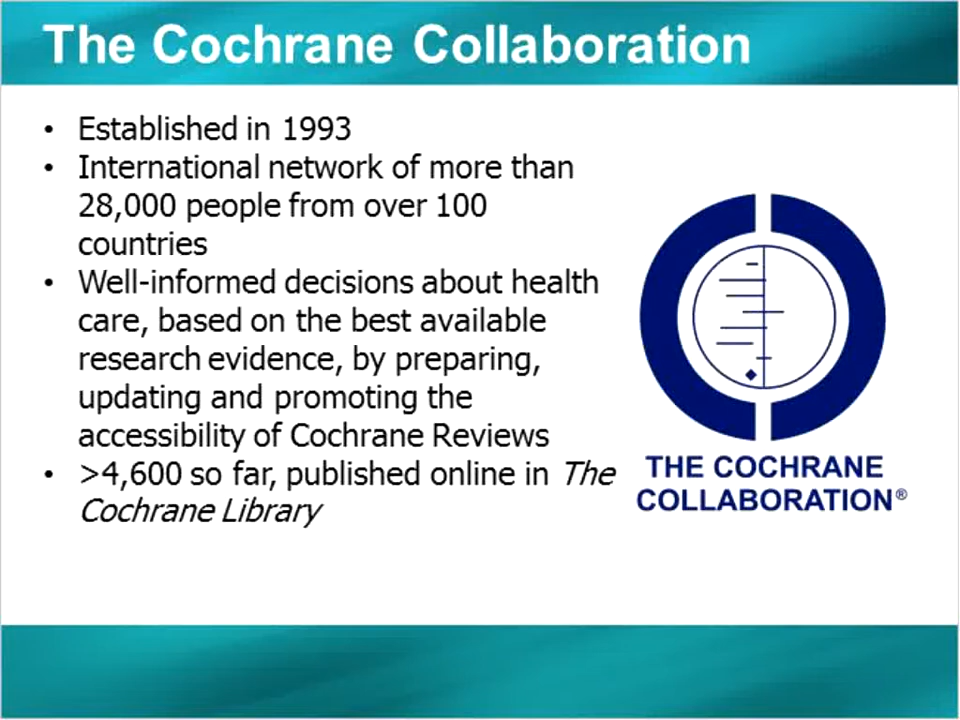 The Cochrane Collaboration
• Established in 1993
• International network of more than
28,000 people from over 100
countries
• Well-informed decisions about health
care, based on the best available
research evidence, by preparing,
updating and promoting the
accessibility of Cochrane Reviews
• >4,600 so far, published online in The
Cochrane Library
THE COCHRANE
COLLABORATION®